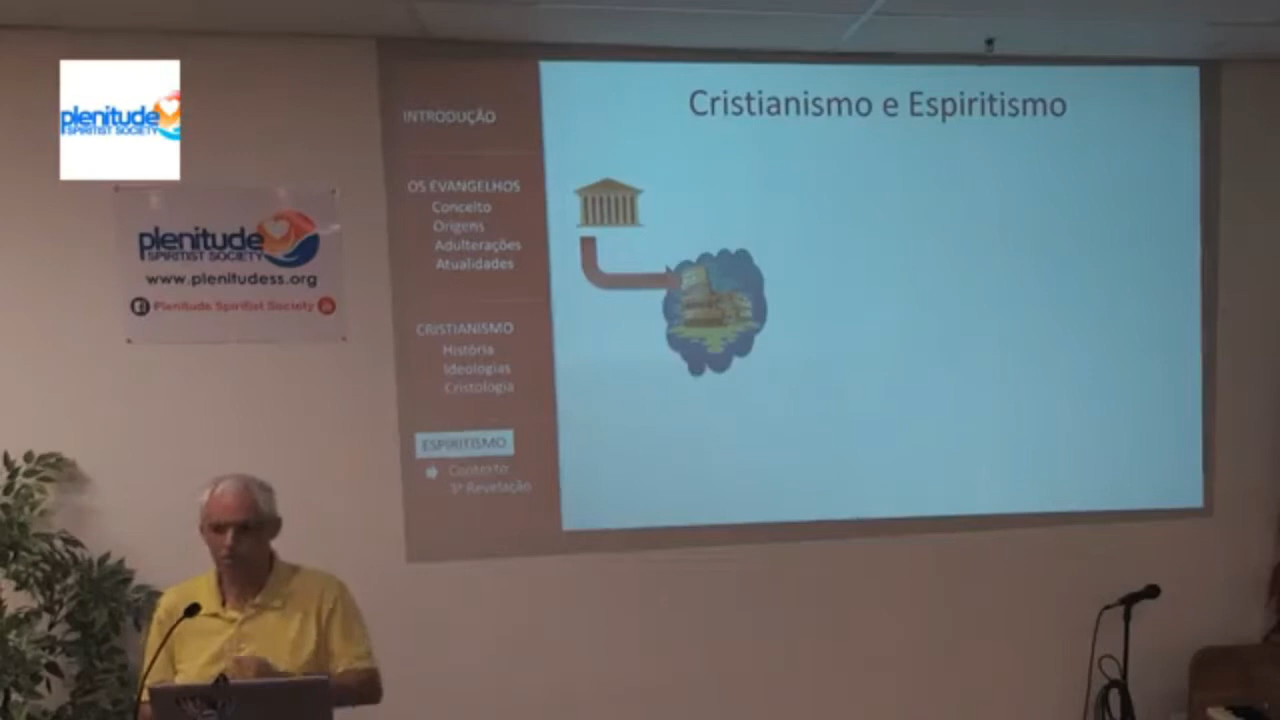 plenitude
SPIRITIST SOCIETY
plenitude
SPIRITIST SOCIETY
www.plenitudess.org
Plenitude Spiritist Society
INTRODUÇÃO
OS EVANGELHOS
Conceito
Origens
Adulterações
Atualidades
CRISTIANISMO
História
Ideologias
Cristologia
ESPIRITISMO
Contexto
3ª Revelação
Cristianismo e Espiritismo